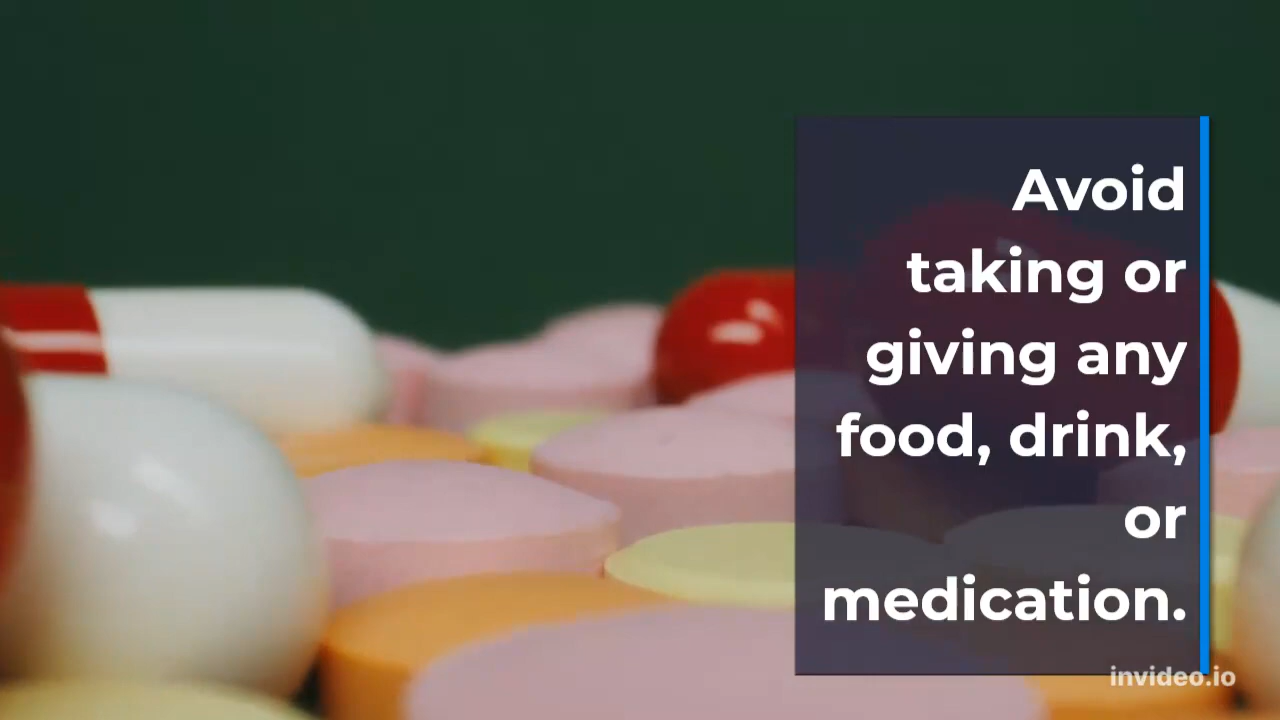 Avoid
taking or
giving any
food, drink,
or
medication.
invideo.io